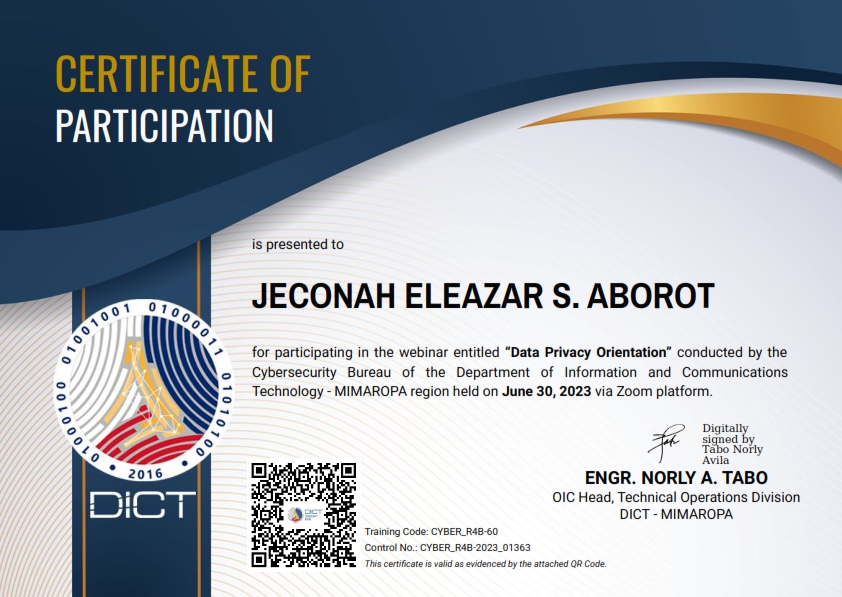 CERTIFICATE OF
PARTICIPATION
is presented to
JECONAH ELEAZAR S. ABOROT
for participating in the webinar entitled “Data Privacy Orientation” conducted by the
Cybersecurity Bureau of the Department of Information and Communications
Technology - MIMAROPA region held on June 30, 2023 via Zoom platform.
01001001 01000011 01010100 01000100
2016
DICT
Digitally
signed by
Tabo Norly
Avila
ENGR. NORLY A. TABO
OIC Head, Technical Operations Division
DICT - MIMAROPA
DICT
Training Code: CYBER_R4B-60
Control No.: CYBER_R4B-2023_01363
This certificate is valid as evidenced by the attached QR Code.